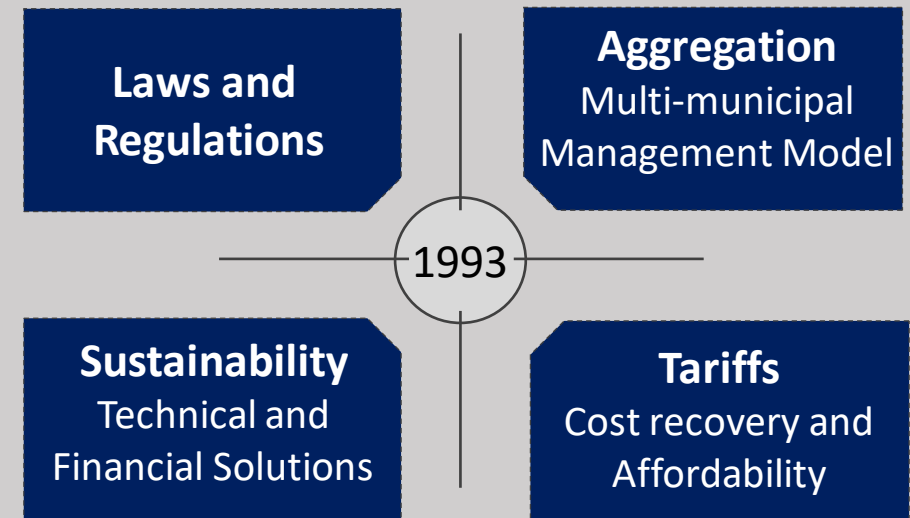 Laws and
Regulations
Aggregation
Multi-municipal
Management Model
1993
Sustainability
Technical and
Financial Solutions
Tariffs
Cost recovery and
Affordability